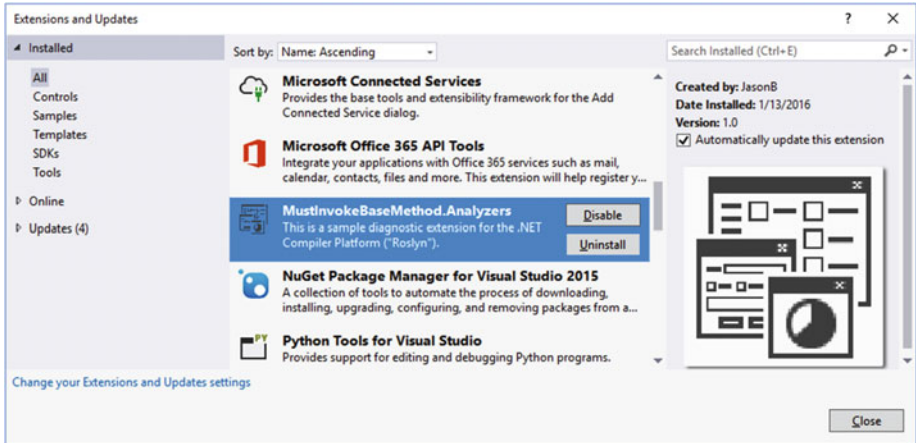 Extensions and Updates
? ×
Installed
All
Controls
Samples
Templates
SDKs
Tools
Online
Updates (4)
Sort by: Name: Ascending
Microsoft Connected Services
Provides the base tools and extensibility framework for the Add
Connected Service dialog.
Microsoft Office 365 API Tools
Integrate your applications with Office 365 services such as mail,
calendar, contacts, files and more. This extension will help register y...
MustInvokeBaseMethod.Analyzers
This is a sample diagnostic extension for the .NET
Compiler Platform ("Roslyn").
Disable
Uninstall
NuGet Package Manager for Visual Studio 2015
A collection of tools to automate the process of downloading,
installing, upgrading, configuring, and removing packages from a...
PY
Python Tools for Visual Studio
Provides support for editing and debugging Python programs.
Search Installed (Ctrl+E)
Created by: JasonB
Date Installed: 1/13/2016
Version: 1.0
Automatically update this extension
Change your Extensions and Updates settings
Close